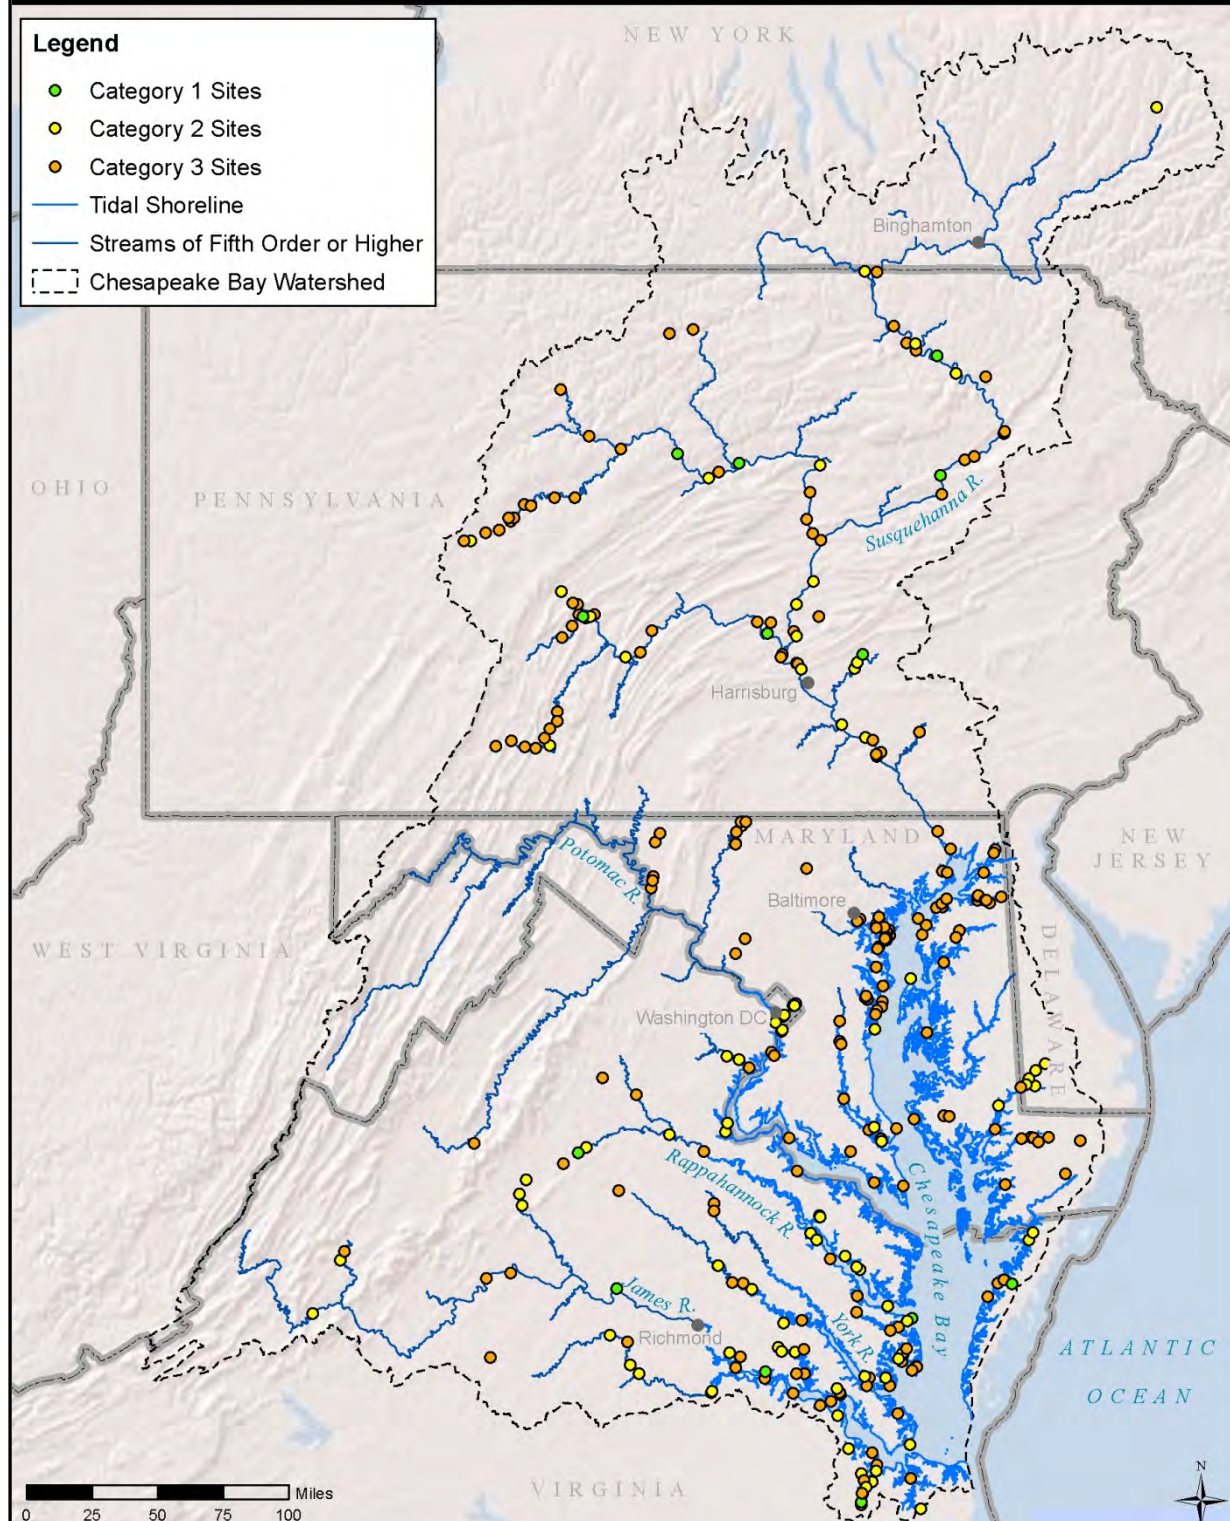 Legend
Category 1 Sites
Category 2 Sites
Category 3 Sites
Tidal Shoreline
Streams of Fifth Order or Higher
Chesapeake Bay Watershed
NEW YORK
Binghamton
OHIO
PENNSYLVANIA
Susquehanna R.
Harrisburg
MARYLAND
NEW
JERSEY
Potomac R.
Baltimore
WEST VIRGINIA
DELAWARE
Washington DC
Rappahannock R.
Chesapeake Bay
James R.
York R.
Richmond
ATLANTIC
OCEAN
VIRGINIA
Miles
0 25 50 75 100
N